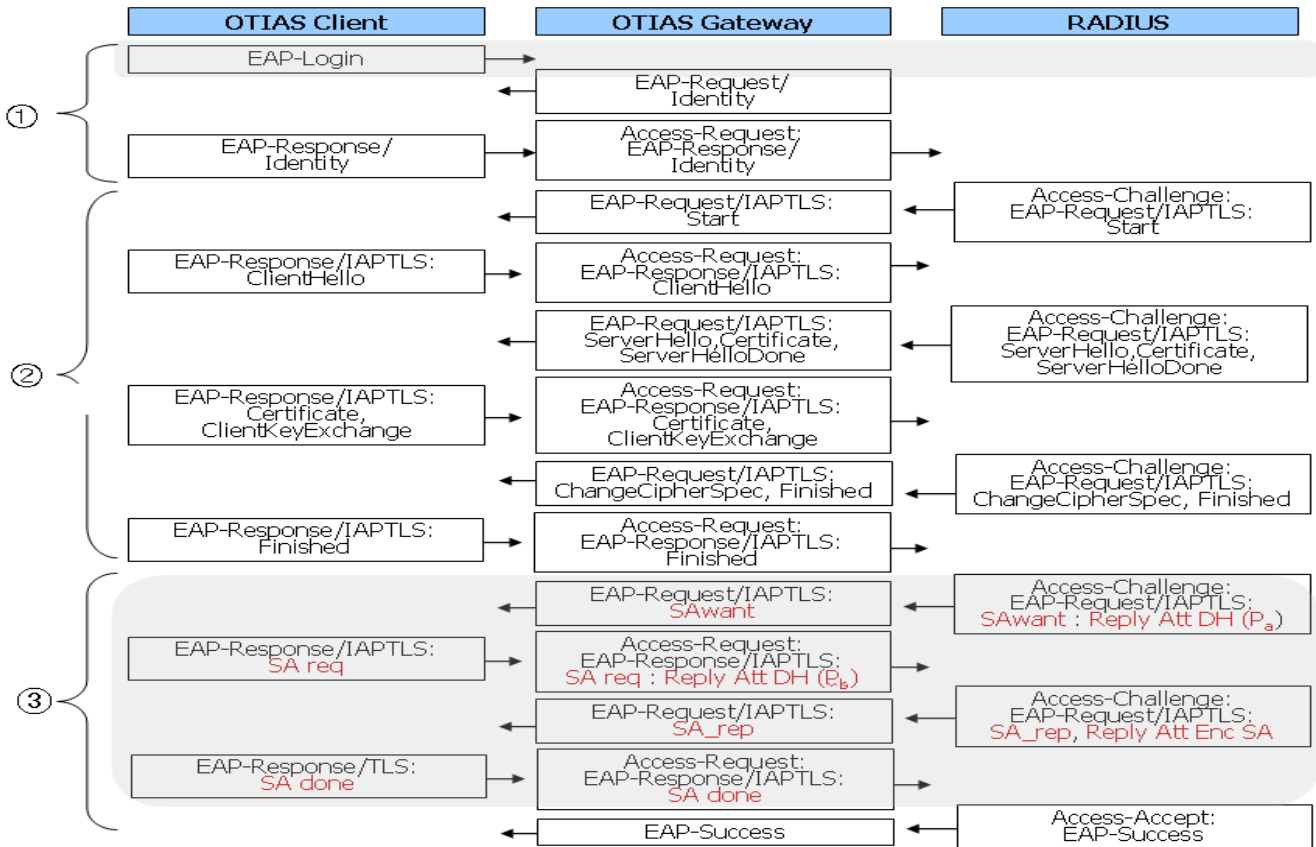 OTIAS Client
OTIAS Gateway
RADIUS
EAP-Login
①
EAP-Request/
Identity
EAP-Response/
Identity
Access-Request:
EAP-Response/
Identity
②
Access-Challenge:
EAP-Request/IAPTLS:
Start
EAP-Request/IAPTLS:
Start
EAP-Response/IAPTLS:
ClientHello
Access-Request:
EAP-Response/IAPTLS:
ClientHello
Access-Challenge:
EAP-Request/IAPTLS:
ServerHello,Certificate,
ServerHelloDone
EAP-Request/IAPTLS:
ServerHello,Certificate,
ServerHelloDone
EAP-Response/IAPTLS:
Certificate,
ClientKeyExchange
Access-Request:
EAP-Response/IAPTLS:
Certificate,
ClientKeyExchange
Access-Challenge:
EAP-Request/IAPTLS:
ChangeCipherSpec, Finished
EAP-Request/IAPTLS:
ChangeCipherSpec, Finished
EAP-Response/IAPTLS:
Finished
Access-Request:
EAP-Response/IAPTLS:
Finished
③
Access-Challenge:
EAP-Request/IAPTLS:
SAwant : Reply Att DH (Pa)
EAP-Request/IAPTLS:
SAwant
EAP-Response/IAPTLS:
SA req
Access-Request:
EAP-Response/IAPTLS:
SA req : Reply Att DH (Pb)
Access-Challenge:
EAP-Request/IAPTLS:
SA_rep, Reply Att Enc SA
EAP-Request/IAPTLS:
SA_rep
EAP-Response/TLS:
SA done
Access-Request:
EAP-Response/IAPTLS:
SA done
Access-Accept:
EAP-Success
EAP-Success